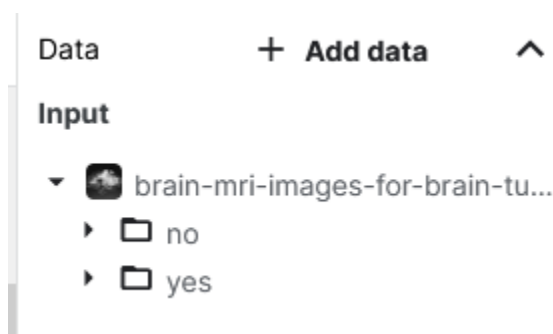 Data + Add data
Input
brain-mri-images-for-brain-tu...
no
yes